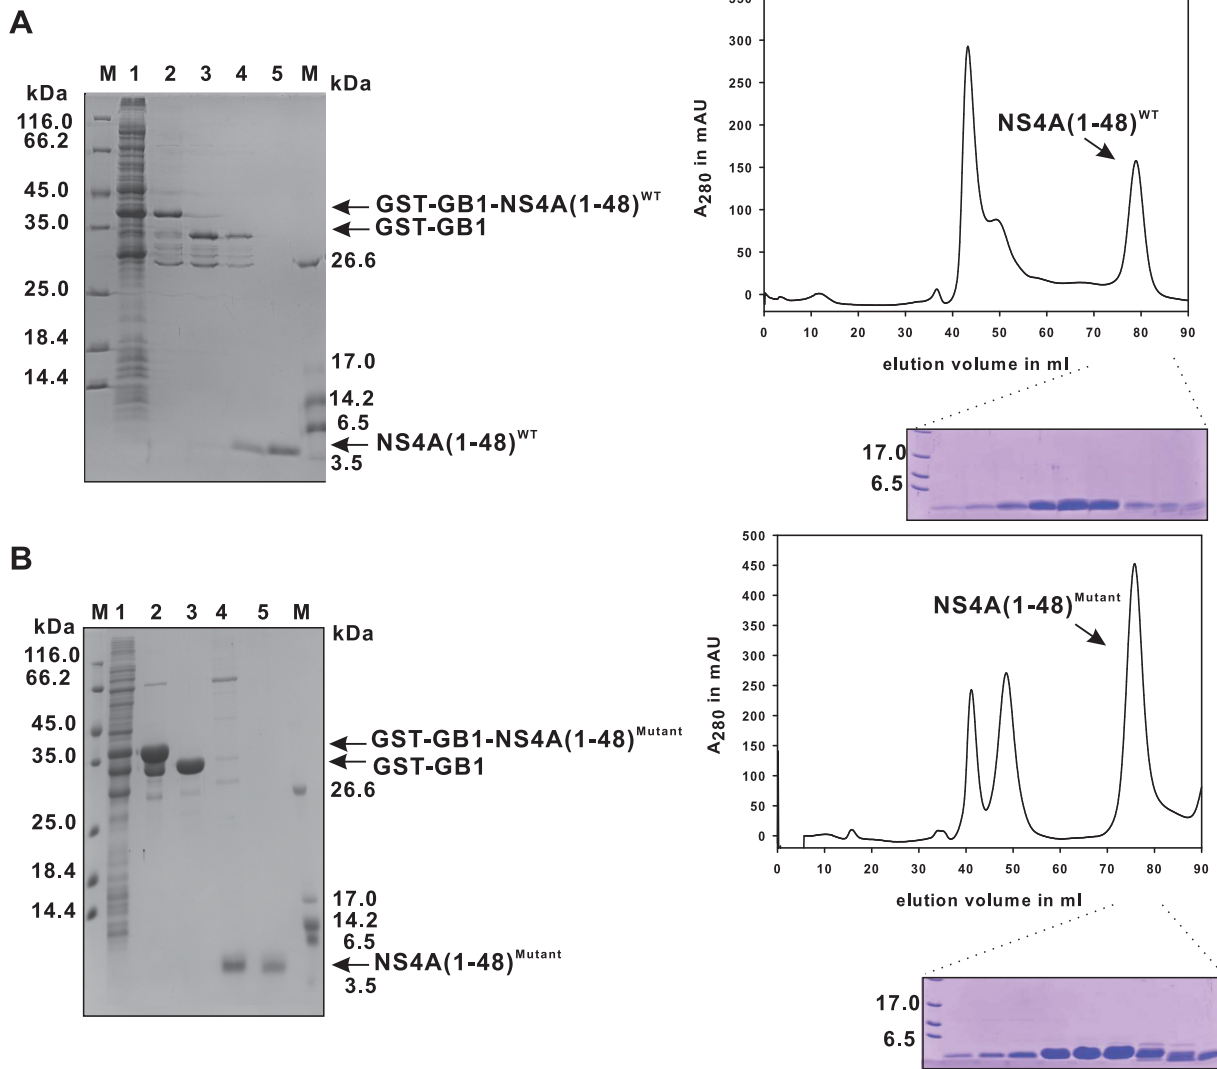 A
M 1 2 3 4 5 M
kDa
kDa
116.0
66.2
45.0
35.0
25.0
18.4
14.4
GST-GB1-NS4A(1-48)WT
GST-GB1
26.6
17.0
14.2
6.5
NS4A(1-48)WT
3.5
350
300
250
200
150
100
50
0
A280 in mAU
NS4A(1-48)WT
0 10 20 30 40 50 60 70 80 90
elution volume in ml
17.0
6.5
B
M 1 2 3 4 5 M
kDa
kDa
116.0
66.2
45.0
35.0
25.0
18.4
14.4
GST-GB1-NS4A(1-48)Mutant
GST-GB1
26.6
17.0
14.2
6.5
NS4A(1-48)Mutant
3.5
500
450
400
350
300
250
200
150
100
50
0
A280 in mAU
NS4A(1-48)Mutant
0 10 20 30 40 50 60 70 80 90
elution volume in ml
17.0
6.5